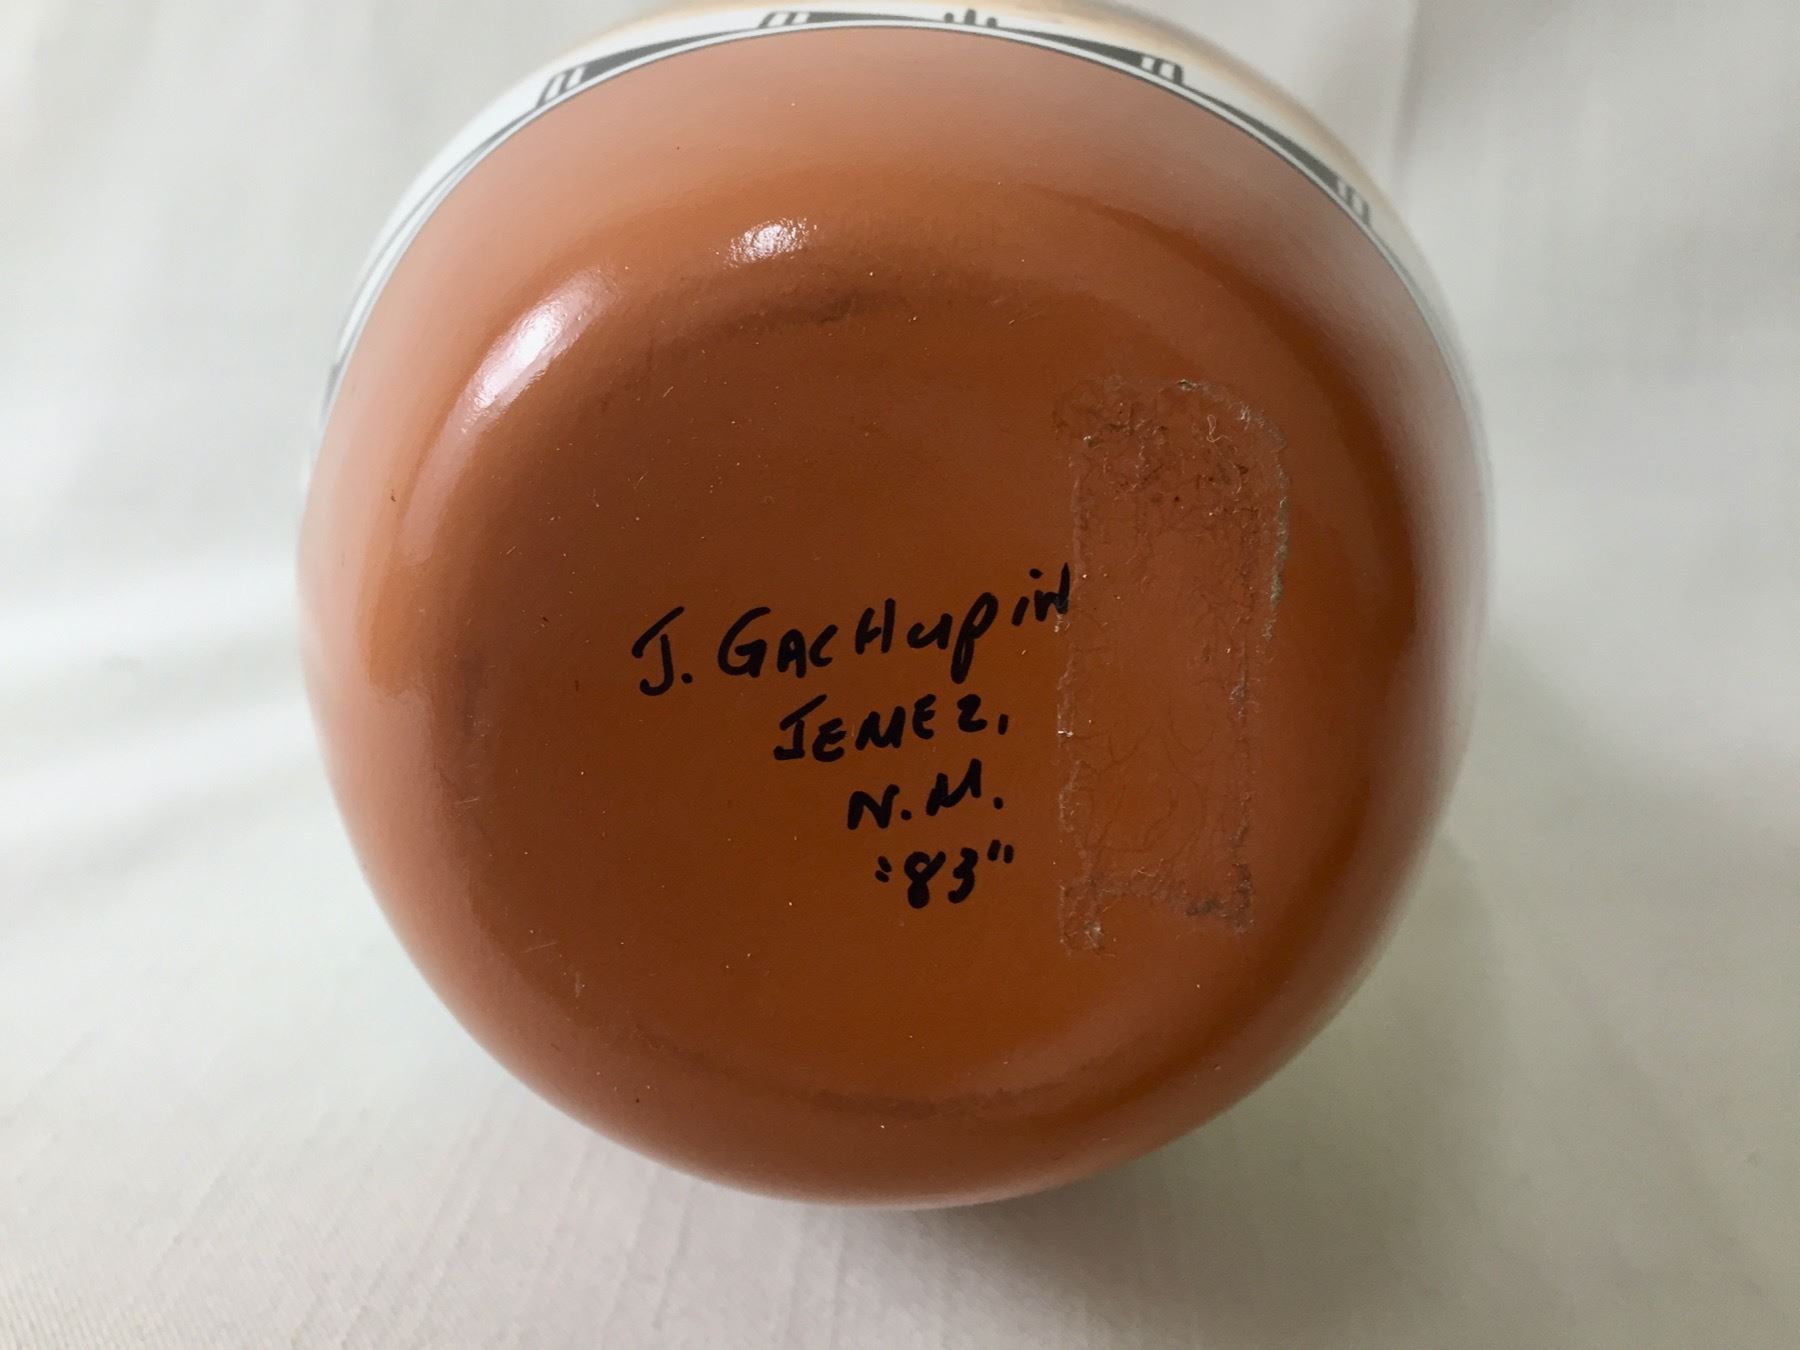 J. GACHupiN
JEMEZ,
N.M.
"83"